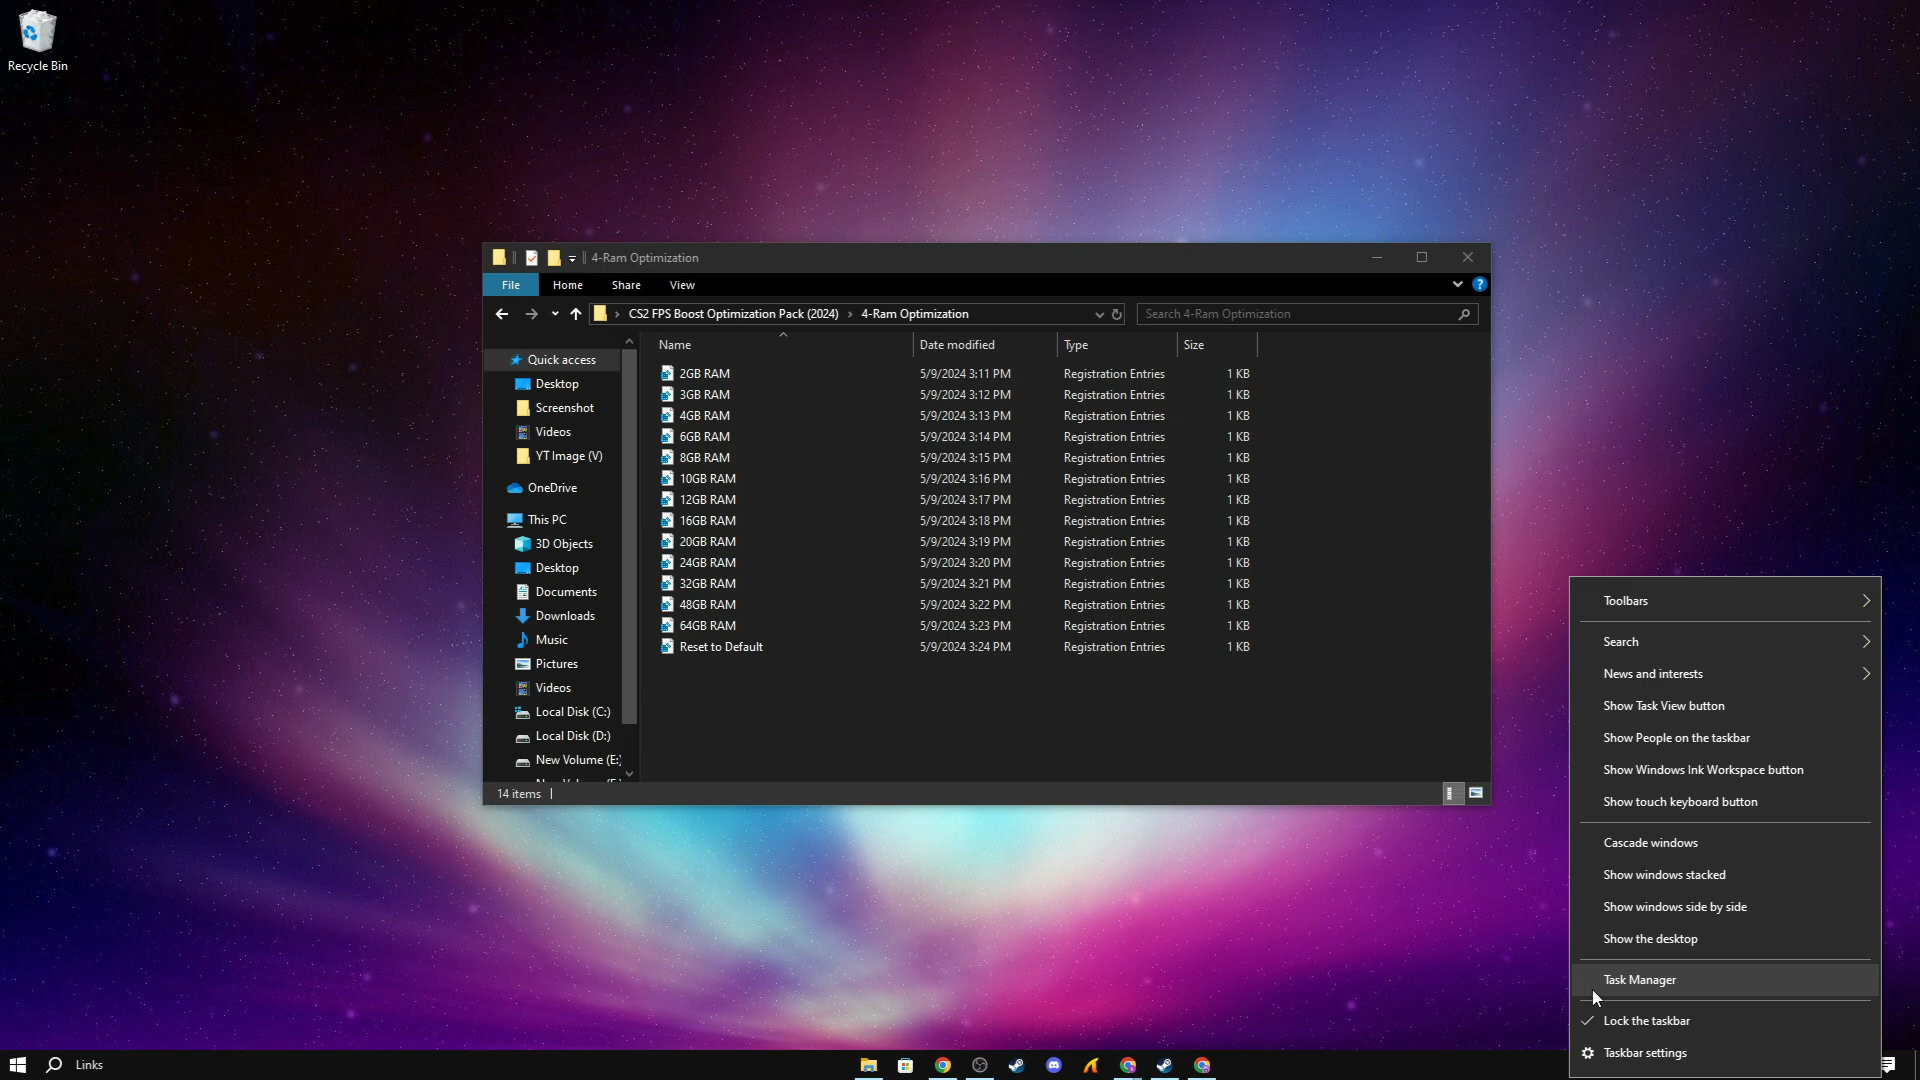 Recycle Bin
4-Ram Optimization
File Home Share View
CS2 FPS Boost Optimization Pack (2024) 4-Ram Optimization
Search 4-Ram Optimization
Quick access
Desktop
Screenshot
Videos
YT Image (V)
OneDrive
This PC
3D Objects
Desktop
Documents
Downloads
Music
Pictures
Videos
Local Disk (C:)
Local Disk (D:)
New Volume (E:)
Name Date modified Type Size
2GB RAM 5/9/2024 3:11 PM Registration Entries 1 KB
3GB RAM 5/9/2024 3:12 PM Registration Entries 1 KB
4GB RAM 5/9/2024 3:13 PM Registration Entries 1 KB
6GB RAM 5/9/2024 3:14 PM Registration Entries 1 KB
8GB RAM 5/9/2024 3:15 PM Registration Entries 1 KB
10GB RAM 5/9/2024 3:16 PM Registration Entries 1 KB
12GB RAM 5/9/2024 3:17 PM Registration Entries 1 KB
16GB RAM 5/9/2024 3:18 PM Registration Entries 1 KB
20GB RAM 5/9/2024 3:19 PM Registration Entries 1 KB
24GB RAM 5/9/2024 3:20 PM Registration Entries 1 KB
32GB RAM 5/9/2024 3:21 PM Registration Entries 1 KB
48GB RAM 5/9/2024 3:22 PM Registration Entries 1 KB
64GB RAM 5/9/2024 3:23 PM Registration Entries 1 KB
Reset to Default 5/9/2024 3:24 PM Registration Entries 1 KB
14 items
Toolbars
Search
News and interests
Show Task View button
Show People on the taskbar
Show Windows Ink Workspace button
Show touch keyboard button
Cascade windows
Show windows stacked
Show windows side by side
Show the desktop
Task Manager
Lock the taskbar
Taskbar settings
Links